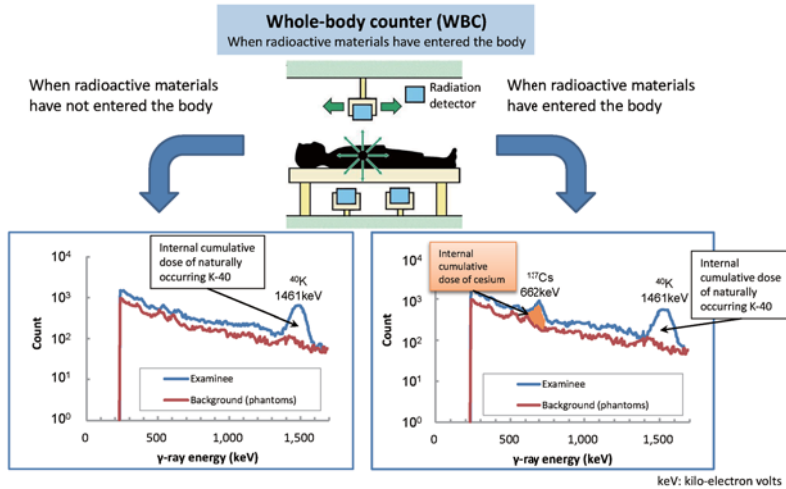 Whole-body counter (WBC)
When radioactive materials have entered the body
When radioactive materials
have not entered the body
Radiation
detector
When radioactive materials
have entered the body
10⁴
10³
10²
10¹
10⁰
Count
Internal cumulative
dose of naturally
occurring K-40
⁴⁰K
1461keV
Examinee
Background (phantoms)
0
500
1,000
1,500
γ-ray energy (keV)
10⁴
10³
10²
10¹
10⁰
Count
Internal
cumulative
dose of cesium
¹³⁷Cs
662keV
⁴⁰K
1461keV
Internal cumulative
dose of naturally
occurring K-40
Examinee
Background (phantoms)
0
500
1,000
1,500
γ-ray energy (keV)
keV: kilo-electron volts